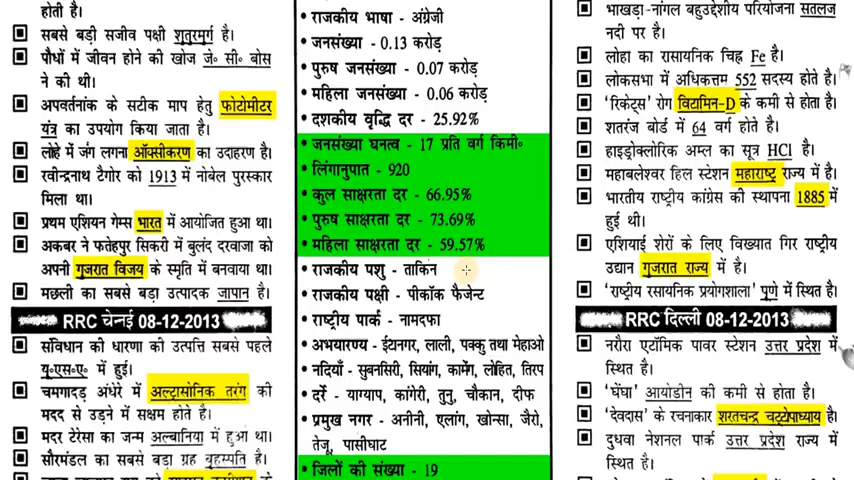 होती है।
सबसे बड़ी सजीव पक्षी शुतुरमुर्ग है।
पौधों में जीवन होने की खोज जे० सी० बोस
ने की थी।
अपवर्तनांक के सटीक माप हेतु फोटोमीटर
यंत्र का उपयोग किया जाता है।
लोहे में जंग लगना ऑक्सीकरण का उदाहरण है।
रवीन्द्रनाथ टैगोर को 1913 में नोबेल पुरस्कार
मिला था।
प्रथम एशियन गेम्स भारत में आयोजित हुआ था।
अकबर ने फतेहपुर सिकरी में बुलंद दरवाजा को
अपनी गुजरात विजय के स्मृति में बनवाया था।
मछली का सबसे बड़ा उत्पादक जापान है।
RRC चेन्नई 08-12-2013
संविधान की धारणा की उत्पत्ति सबसे पहले
यू०एस०ए० में हुई।
चमगादड़ अंधेरे में अल्ट्रासोनिक तरंग की
मदद से उड़ने में सक्षम होते है।
मदर टेरेसा का जन्म अल्बानिया में हुआ था।
सौरमंडल का सबसे बड़ा ग्रह बृहस्पति है।
• राजकीय भाषा - अंग्रेजी
• जनसंख्या - 0.13 करोड़
• पुरुष जनसंख्या - 0.07 करोड़
• महिला जनसंख्या - 0.06 करोड़
• दशकीय वृद्धि दर - 25.92%
• जनसंख्या घनत्व - 17 प्रति वर्ग किमी०
• लिंगानुपात - 920
• कुल साक्षरता दर - 66.95%
• पुरुष साक्षरता दर - 73.69%
• महिला साक्षरता दर - 59.57%
• राजकीय पशु - ताकिन
• राजकीय पक्षी - पीकॉक फैजेन्ट
• राष्ट्रीय पार्क - नामदफा
• अभयारण्य - ईटानगर, लाली, पक्कु तथा मेहाओ
• नदियाँ - सुबनसिरी, सियांग, कामेंग, लोहित, तिरप
• दर्रे - याग्याप, कांगेरी, तुनु, चौकान, दीफ
• प्रमुख नगर - अनीनी, एलांग, खोन्सा, जैरो,
तेजू, पासीघाट
• जिलों की संख्या - 19
भाखड़ा-नांगल बहुउद्देशीय परियोजना सतलज
नदी पर है।
लोहा का रासायनिक चिह्न Fe है।
लोकसभा में अधिकतम 552 सदस्य होते है।
'रिकेट्स' रोग विटामिन-D के कमी से होता है।
शतरंज बोर्ड में 64 वर्ग होते है।
हाइड्रोक्लोरिक अम्ल का सूत्र HCl है।
महाबलेश्वर हिल स्टेशन महाराष्ट्र राज्य में है।
भारतीय राष्ट्रीय कांग्रेस की स्थापना 1885 में
हुई थी।
एशियाई शेरों के लिए विख्यात गिर राष्ट्रीय
उद्यान गुजरात राज्य में है।
'राष्ट्रीय रसायनिक प्रयोगशाला' पूणे में स्थित है।
RRC दिल्ली 08-12-2013
नरौरा एटॉमिक पावर स्टेशन उत्तर प्रदेश में
स्थित है।
'घेंघा' आयोडीन की कमी से होता है।
'देवदास' के रचनाकार शरतचन्द्र चट्टोपाध्याय है।
दुधवा नेशनल पार्क उत्तर प्रदेश राज्य में
स्थित है।